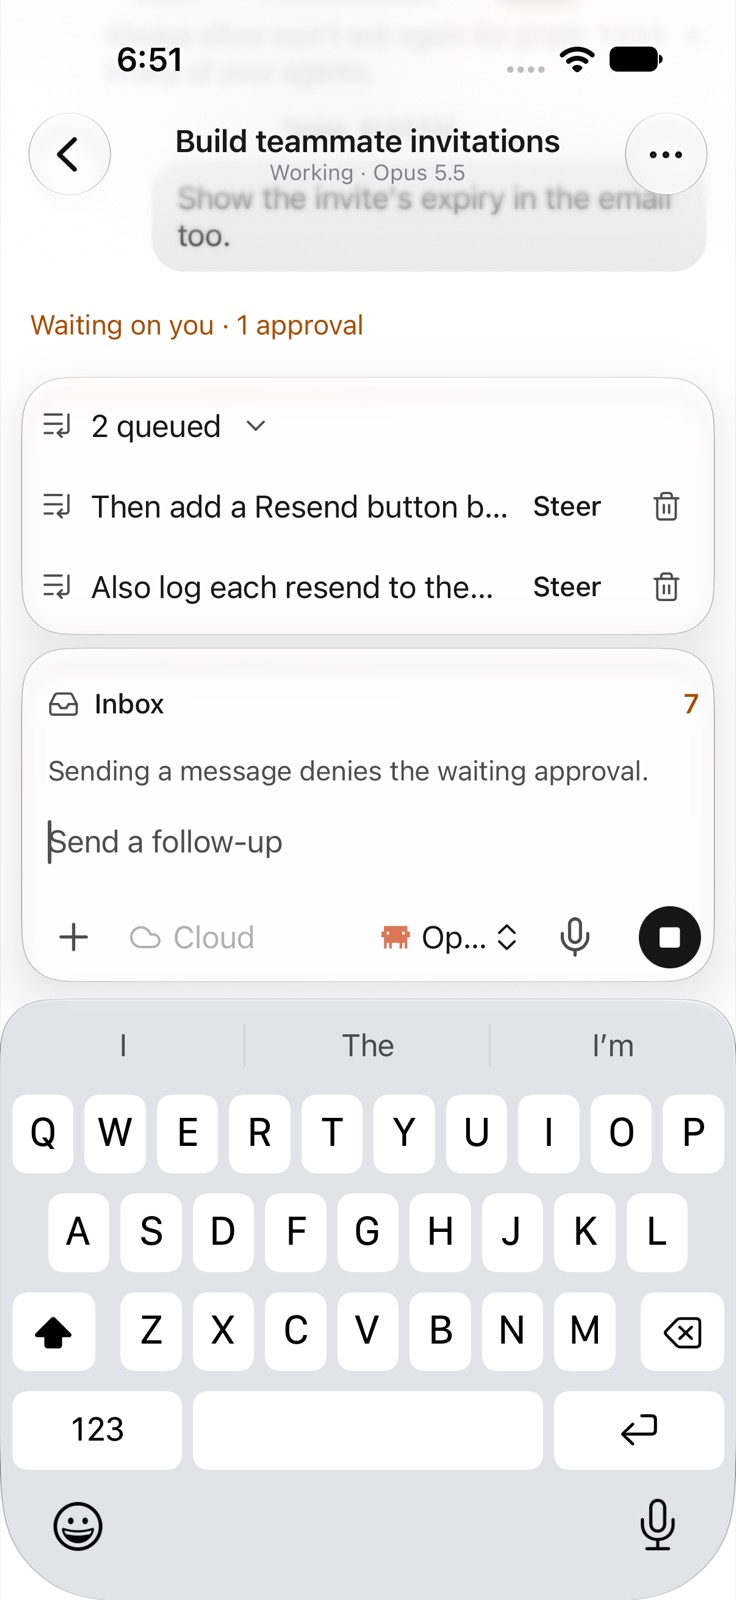 6:51
Build teammate invitations
Working · Opus 5.5
Show the invite's expiry in the email
too.
Waiting on you · 1 approval
2 queued
Then add a Resend button b... Steer
Also log each resend to the... Steer
Inbox 7
Sending a message denies the waiting approval.
Send a follow-up
Cloud Op...
I The I'm
Q W E R T Y U I O P
A S D F G H J K L
Z X C V B N M
123